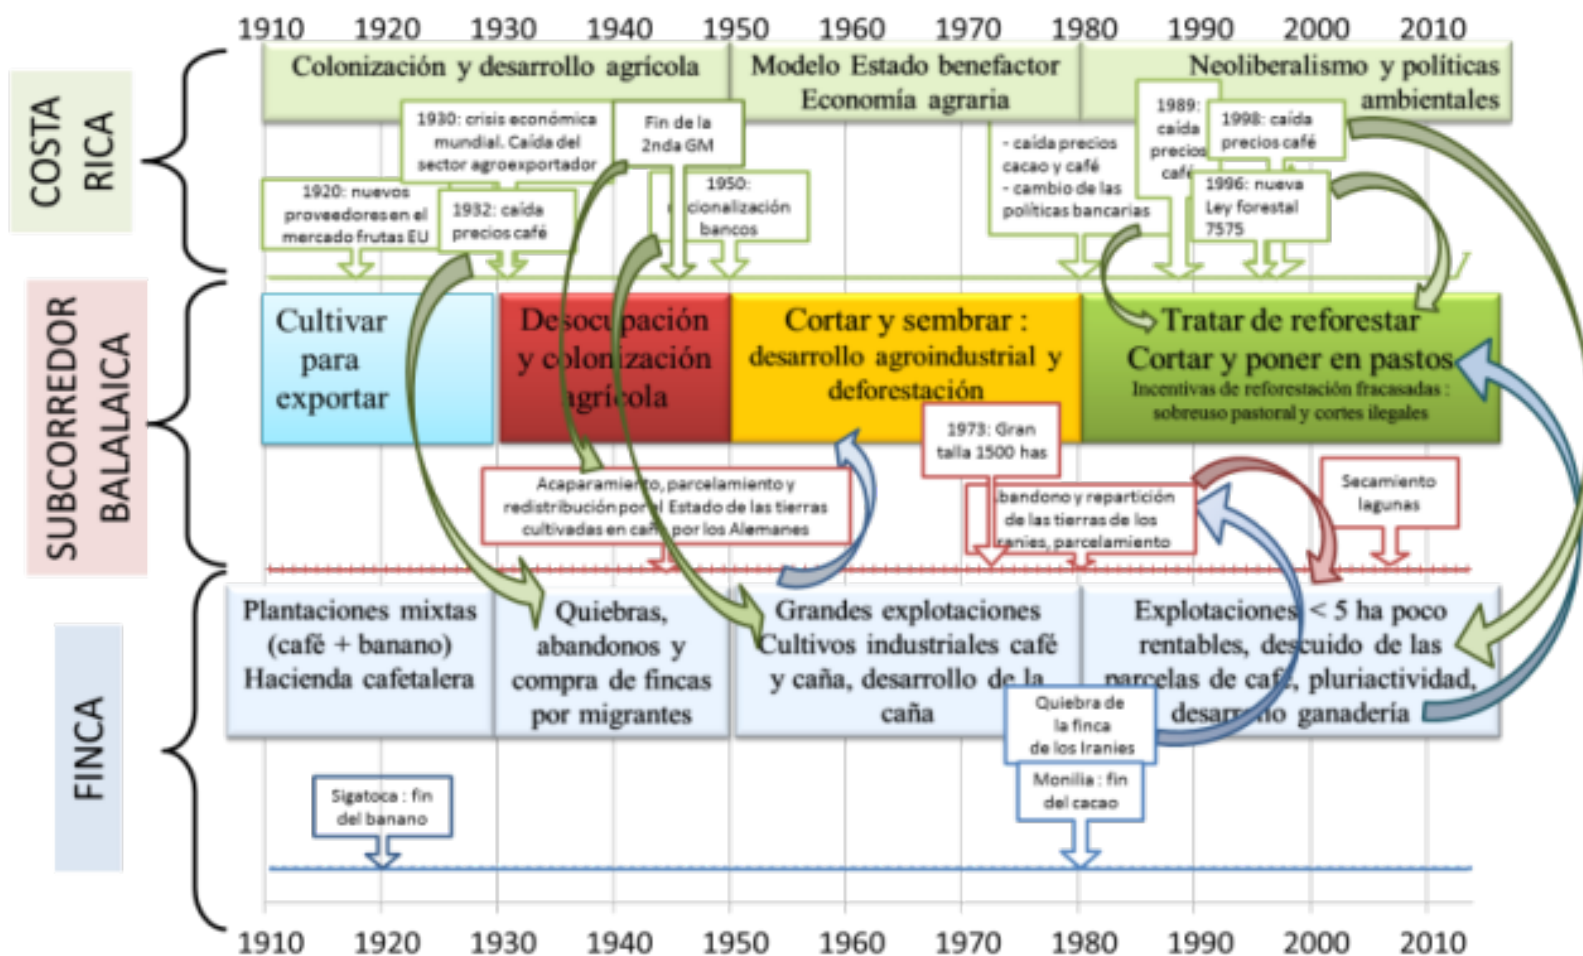 1910 1920 1930 1940 1950 1960 1970 1980 1990 2000 2010
COSTA
RICA
Colonización y desarrollo agrícola
Modelo Estado benefactor
Economía agraria
Neoliberalismo y políticas
ambientales
1920: nuevos
proveedores en el
mercado frutas EU
1930: crisis económica
mundial. Caída del
sector agroexportador
1932: caída
precios café
Fin de la
2nda GM
1950:
bancos
- caída precios
cacao y café
- cambio de las
políticas bancarias
1989:
caída
precios
café
1998: caída
precios café
1996: nueva
Ley forestal
7575
SUBCORREDOR
BALALAICA
Cultivar
para
exportar
Desocupación
y colonización
agrícola
Cortar y sembrar :
desarrollo agroindustrial y
deforestación
Tratar de reforestar
Cortar y poner en pastos
Incentivas de reforestación fracasadas :
sobreuso pastoral y cortes ilegales
Acaparamiento, parcelamiento y
redistribución por el Estado de las tierras
cultivadas en caña por los Alemanes
1973: Gran
talla 1500 has
y repartición
de las tierras de los
parcelamiento
Secamiento
lagunas
FINCA
Plantaciones mixtas
(café + banano)
Hacienda cafetalera
Quiebras,
abandonos y
compra de fincas
por migrantes
Grandes explotaciones
Cultivos industriales café
y caña, desarrollo de la
caña
Explotaciones < 5 ha poco
rentables, descuido de las
parcelas de café, pluriactividad,
desarrollo ganadería
Quiebra de
la finca
de los Iranies
Monilia : fin
del cacao
Sigatoca : fin
del banano
1910 1920 1930 1940 1950 1960 1970 1980 1990 2000 2010